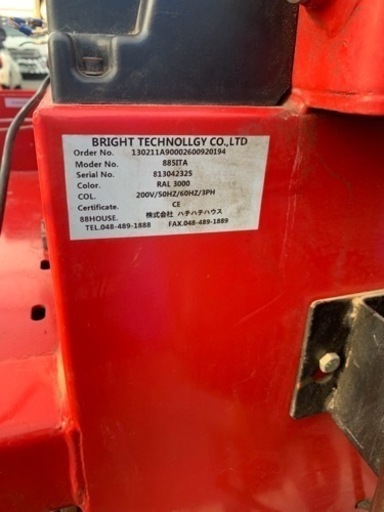 BRIGHT TECHNOLLGY CO.,LTD
Order No. 130211A90002600920194
Model No. 885ITA
Serial No. 813042325
Color. RAL 3000
COL. 200V/50HZ/60HZ/3PH
Certificate. CE
88HOUSE. 株式会社 ハチハチハウス
TEL.048-489-1888 FAX.048-489-1889